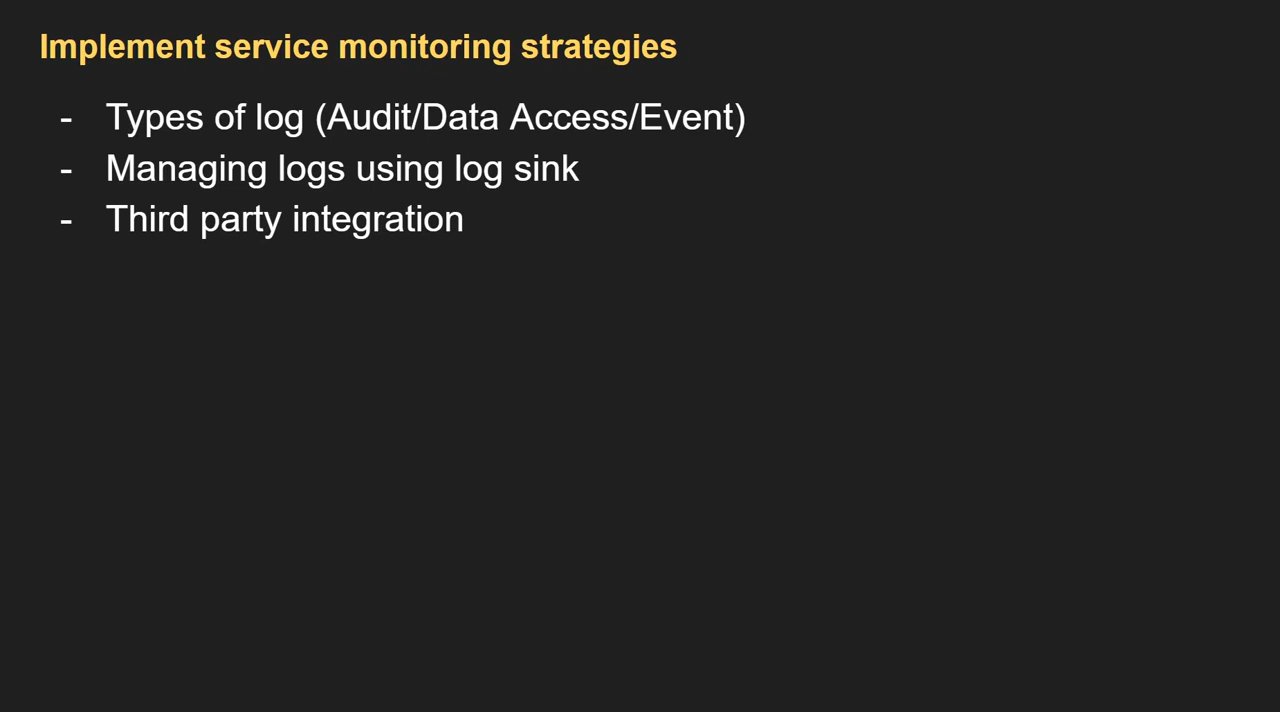 Implement service monitoring strategies
- Types of log (Audit/Data Access/Event)
- Managing logs using log sink
- Third party integration